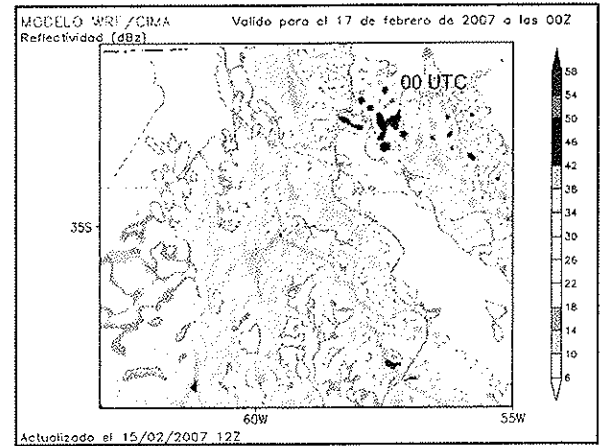 MODELO WRF/CIMA Valido para el 17 de febrero de 2007 a las 00Z
Reflectividad (dBz)
00 UTC
58
54
50
46
42
38
34
30
26
22
18
14
10
6
35S
60W 55W
Actualizado el 15/02/2007 12Z